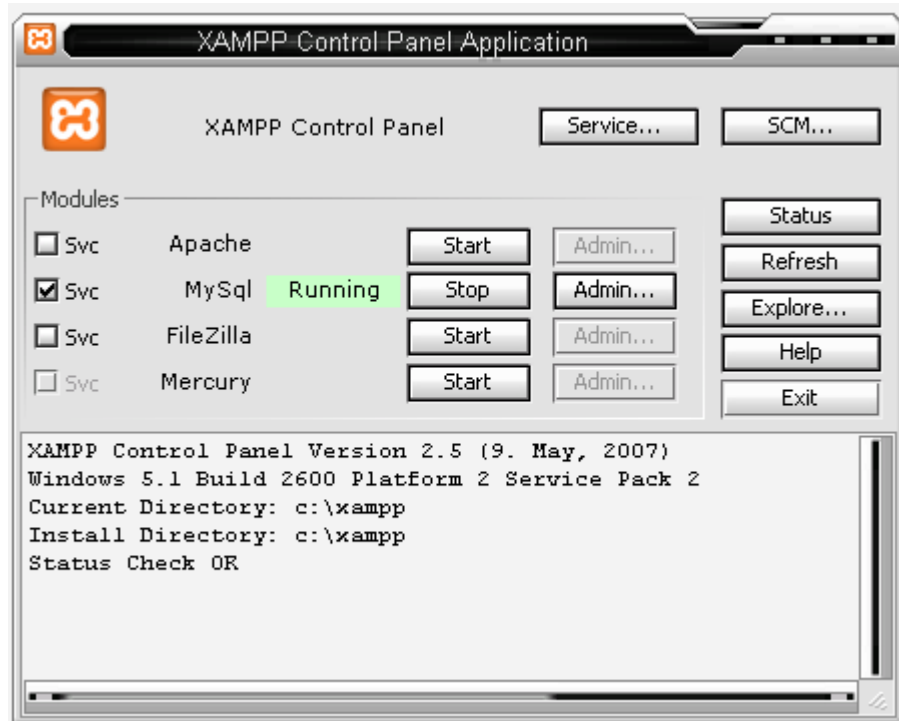 XAMPP Control Panel Application
XAMPP Control Panel Service... SCM...
Modules
Status
Svc Apache Start Admin...
Refresh
Svc MySql Running Stop Admin...
Explore...
Svc FileZilla Start Admin...
Help
Svc Mercury Start Admin...
Exit
XAMPP Control Panel Version 2.5 (9. May, 2007)
Windows 5.1 Build 2600 Platform 2 Service Pack 2
Current Directory: c:\xampp
Install Directory: c:\xampp
Status Check OK